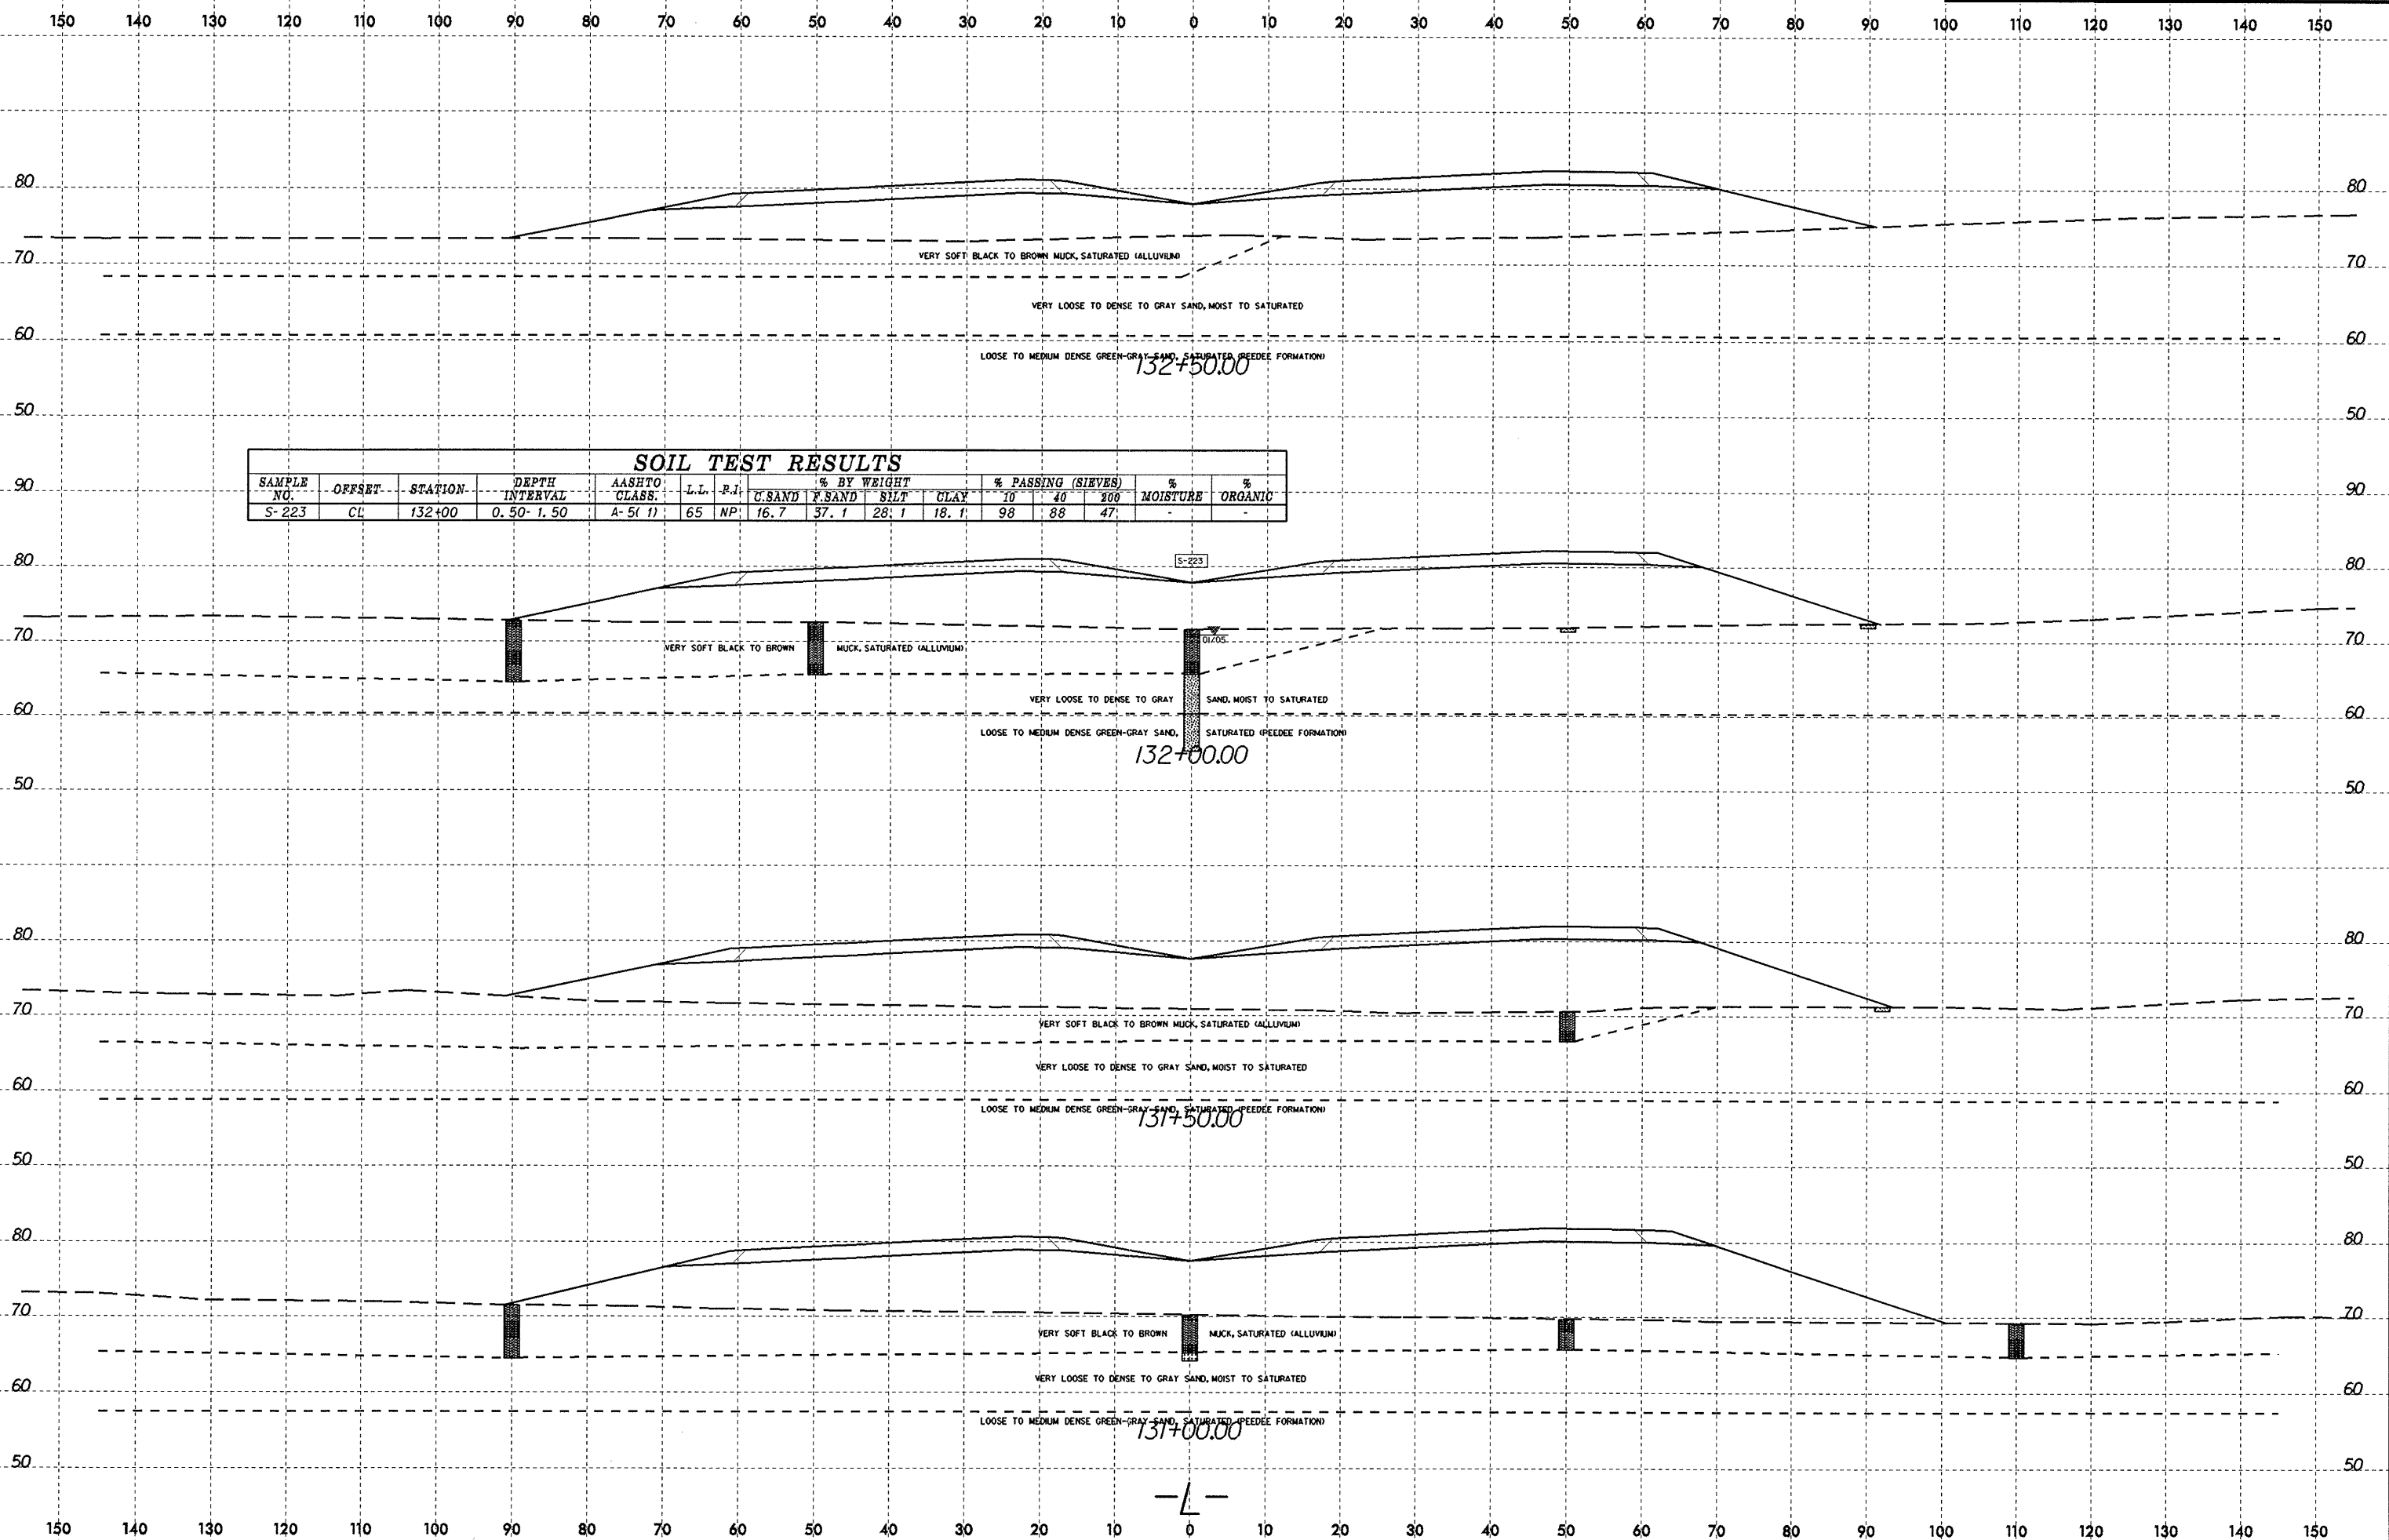 150 140 130 120 110 100 90 80 70 60 50 40 30 20 10 0 10 20 30 40 50 60 70 80 90 100 110 120 130 140 150
80 80
VERY SOFT BLACK TO BROWN MUCK, SATURATED (ALLUVIUM)
70 70
VERY LOOSE TO DENSE TO GRAY SAND, MOIST TO SATURATED
60 60
LOOSE TO MEDIUM DENSE GREEN-GRAY SAND, SATURATED (PEEDEE FORMATION)
132+50.00
50 50
SOIL TEST RESULTS
SAMPLE NO. OFFSET STATION DEPTH INTERVAL AASHTO CLASS. L.L. P.I. % BY WEIGHT % PASSING (SIEVES) % MOISTURE % ORGANIC
C.SAND F.SAND SILT CLAY 10 40 200
S-223 CL 132+00 0.50-1.50 A-5(1) 65 NP 16.7 37.1 28.1 18.1 98 88 47 - -
90 90
S-223
80 80
01/05
70 70
VERY SOFT BLACK TO BROWN MUCK, SATURATED (ALLUVIUM)
VERY LOOSE TO DENSE TO GRAY SAND, MOIST TO SATURATED
60 60
LOOSE TO MEDIUM DENSE GREEN-GRAY SAND, SATURATED (PEEDEE FORMATION)
132+00.00
50 50
80 80
70 70
VERY SOFT BLACK TO BROWN MUCK, SATURATED (ALLUVIUM)
VERY LOOSE TO DENSE TO GRAY SAND, MOIST TO SATURATED
60 60
LOOSE TO MEDIUM DENSE GREEN-GRAY SAND, SATURATED (PEEDEE FORMATION)
131+50.00
50 50
80 80
70 70
VERY SOFT BLACK TO BROWN MUCK, SATURATED (ALLUVIUM)
VERY LOOSE TO DENSE TO GRAY SAND, MOIST TO SATURATED
60 60
LOOSE TO MEDIUM DENSE GREEN-GRAY SAND, SATURATED (PEEDEE FORMATION)
131+00.00
50 50
-L-
150 140 130 120 110 100 90 80 70 60 50 40 30 20 10 0 10 20 30 40 50 60 70 80 90 100 110 120 130 140 150